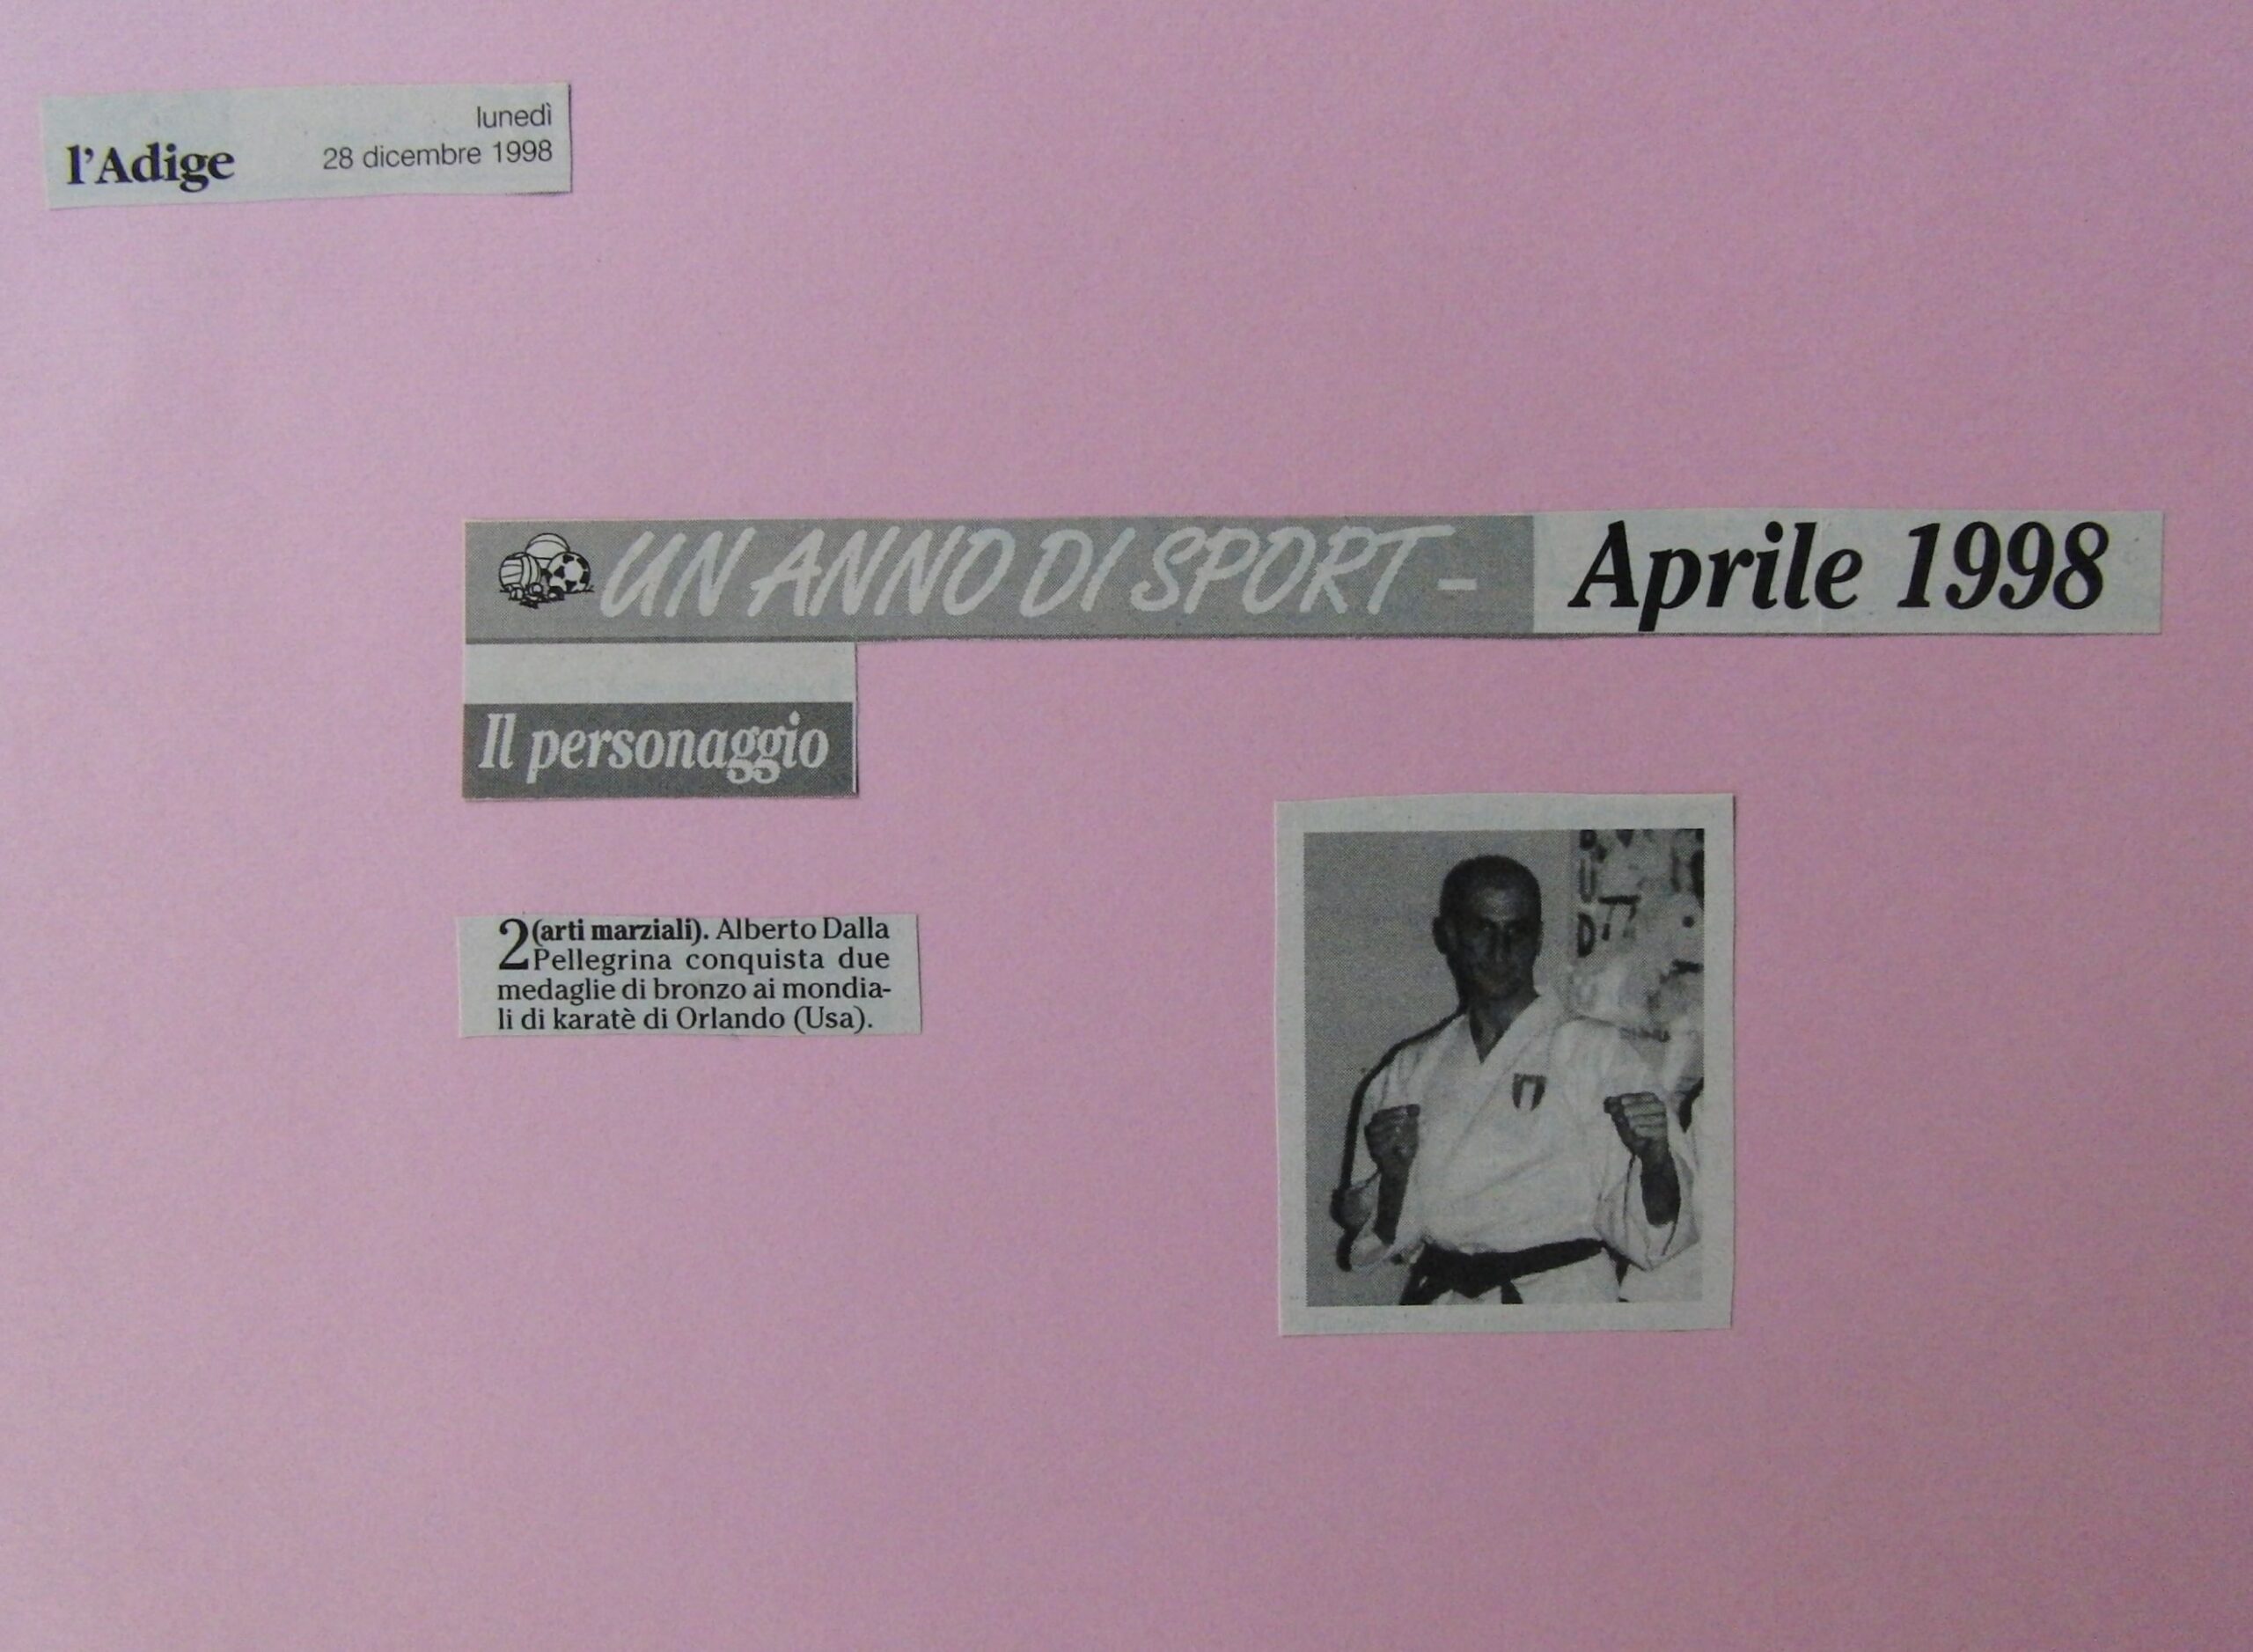 lunedì
l'Adige 28 dicembre 1998
UN ANNO DI SPORT - Aprile 1998
Il personaggio
2 (arti marziali). Alberto Dalla
Pellegrina conquista due
medaglie di bronzo ai mondia-
li di karatè di Orlando (Usa).